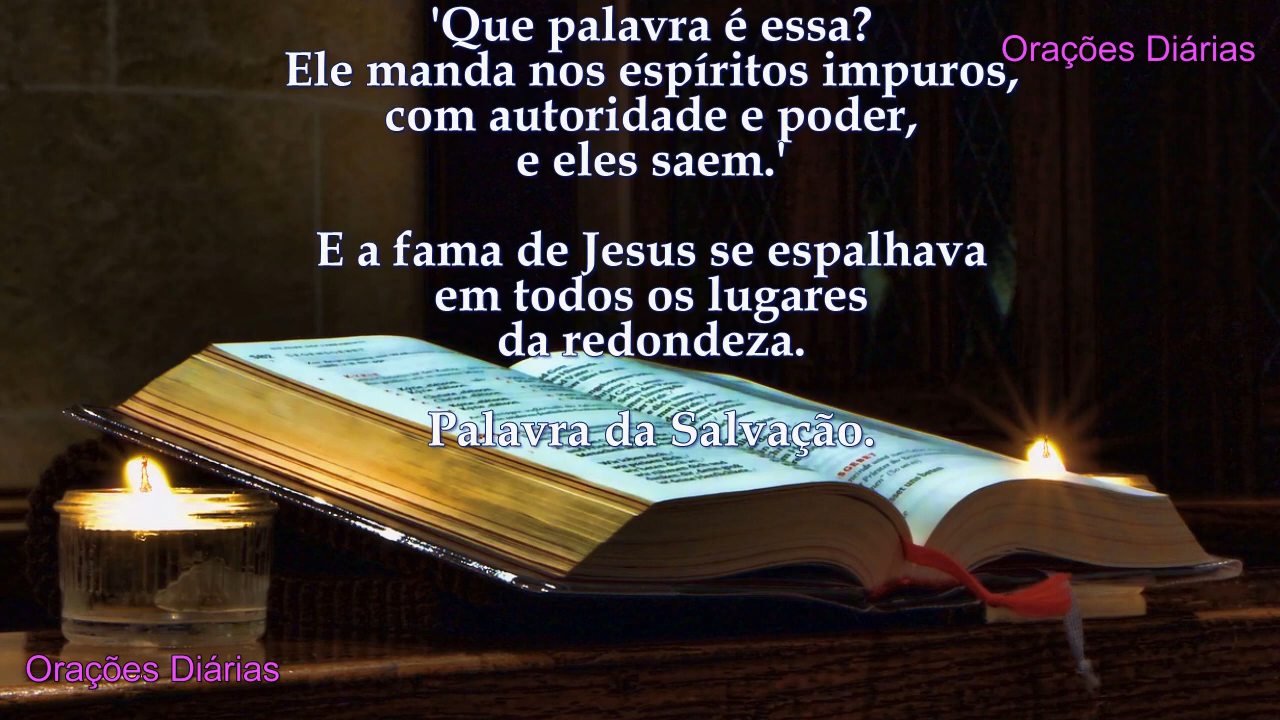 'Que palavra é essa?
Orações Diárias
Ele manda nos espíritos impuros,
com autoridade e poder,
e eles saem.'
E a fama de Jesus se espalhava
em todos os lugares
da redondeza.
Palavra da Salvação.
Orações Diárias